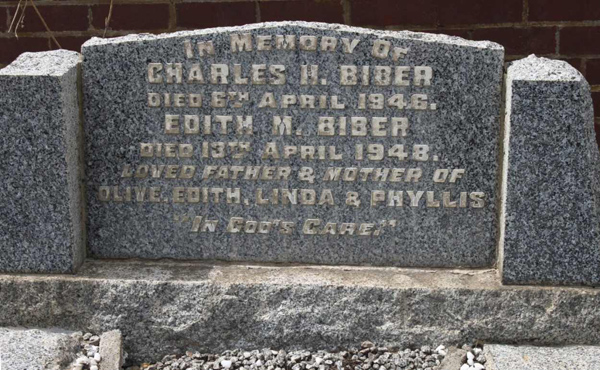 In Memory Of
Charles H. Biber
Died 6th April 1946.
Edith M. Biber
Died 13th April 1948.
Loved Father & Mother Of
Olive, Edith, Linda & Phyllis
"In God's Care."